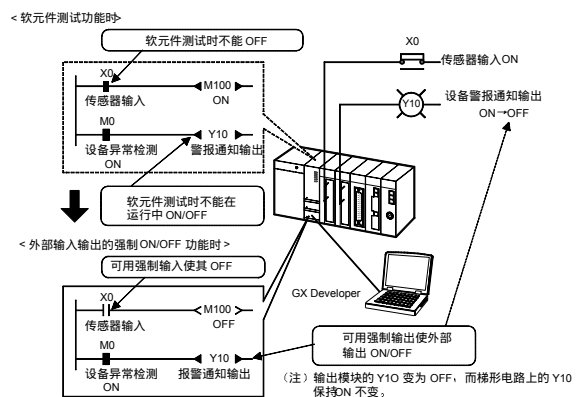 < 软元件测试功能时>
软元件测试时不能 OFF
X0
传感器输入
M100
ON
M0
设备异常检测
ON
Y10
警报通知输出
软元件测试时不能在
运行中 ON/OFF
X0
传感器输入ON
Y10
设备警报通知输出
ON→OFF
< 外部输入输出的强制ON/OFF 功能时 >
可用强制输入使其 OFF
X0
传感器输入
M100
OFF
M0
设备异常检测
ON
Y10
报警通知输出
GX Developer
可用强制输出使外部
输出 ON/OFF
（注）输出模块的 Y1O 变为 OFF，而梯形电路上的 Y10
保持ON 不变。